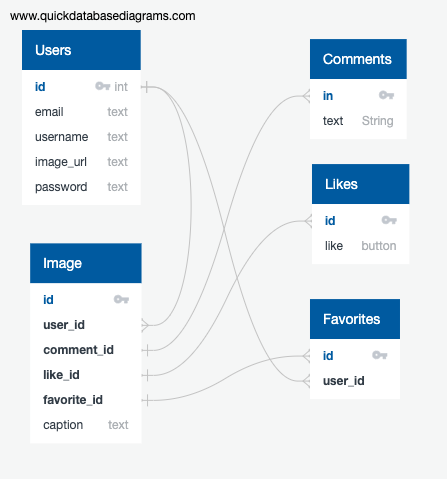 www.quickdatabasediagrams.com
Users
id int
email text
username text
image_url text
password text
Comments
in
text String
Likes
id
like button
Image
id
user_id
comment_id
like_id
favorite_id
caption text
Favorites
id
user_id